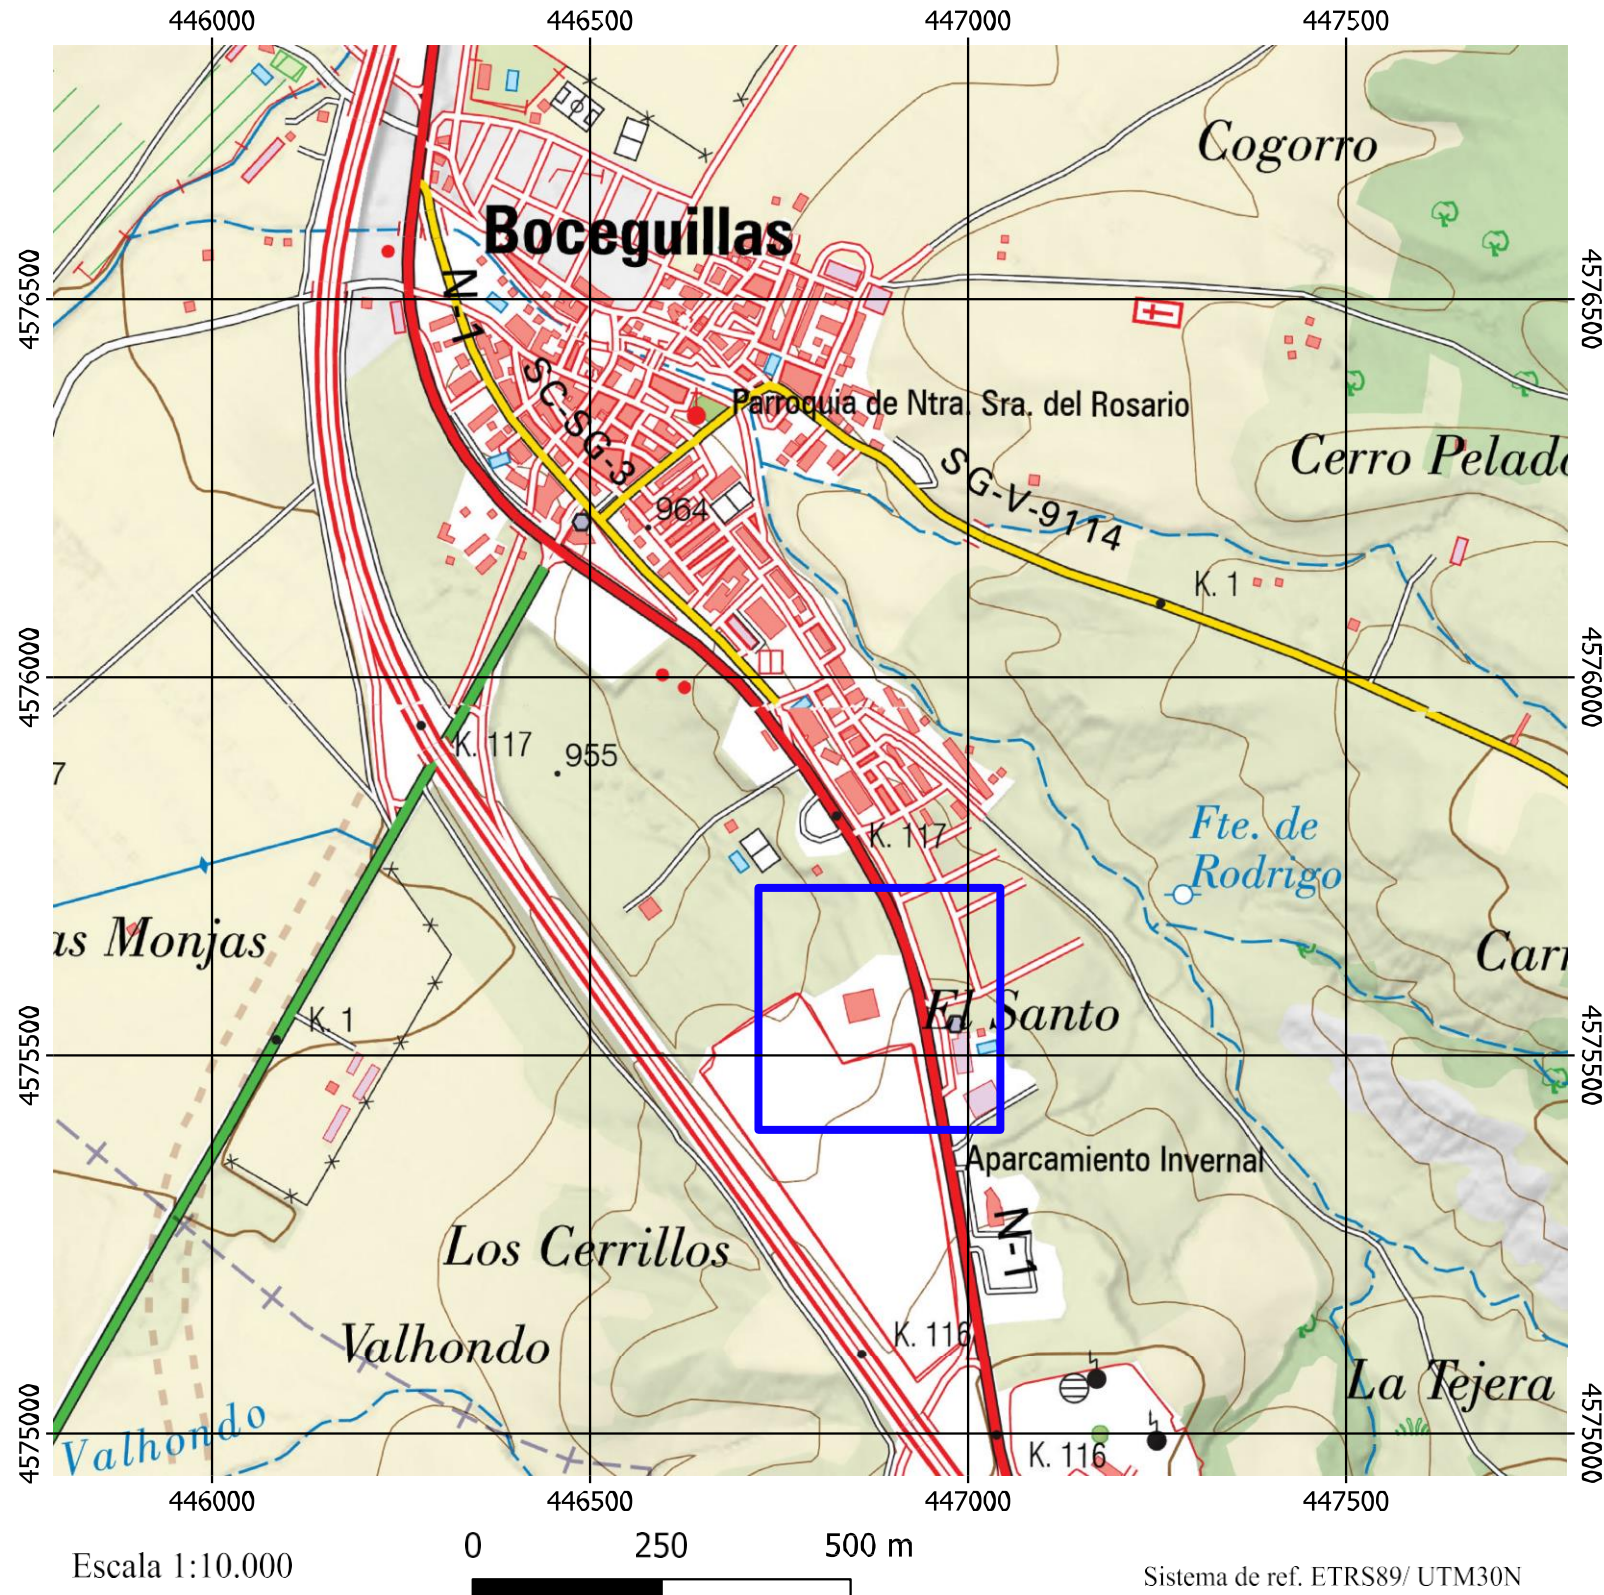 446000 446500 447000 447500
Cogorro
Boceguillas
4576500
4576500
N-1
SC-SG-3
Parroquia de Ntra. Sra. del Rosario
Cerro Pelado
SG-V-9114
964
K. 1
4576000
4576000
K. 117
955
7
Fte. de
Rodrigo
K. 117
as Monjas
Carr
K. 1
El Santo
4575500
4575500
Aparcamiento Invernal
Los Cerrillos
N-1
Valhondo
K. 116
La Tejera
Valhondo
K. 116
4575000
4575000
446000 446500 447000 447500
0 250 500 m
Escala 1:10.000
Sistema de ref. ETRS89/ UTM30N